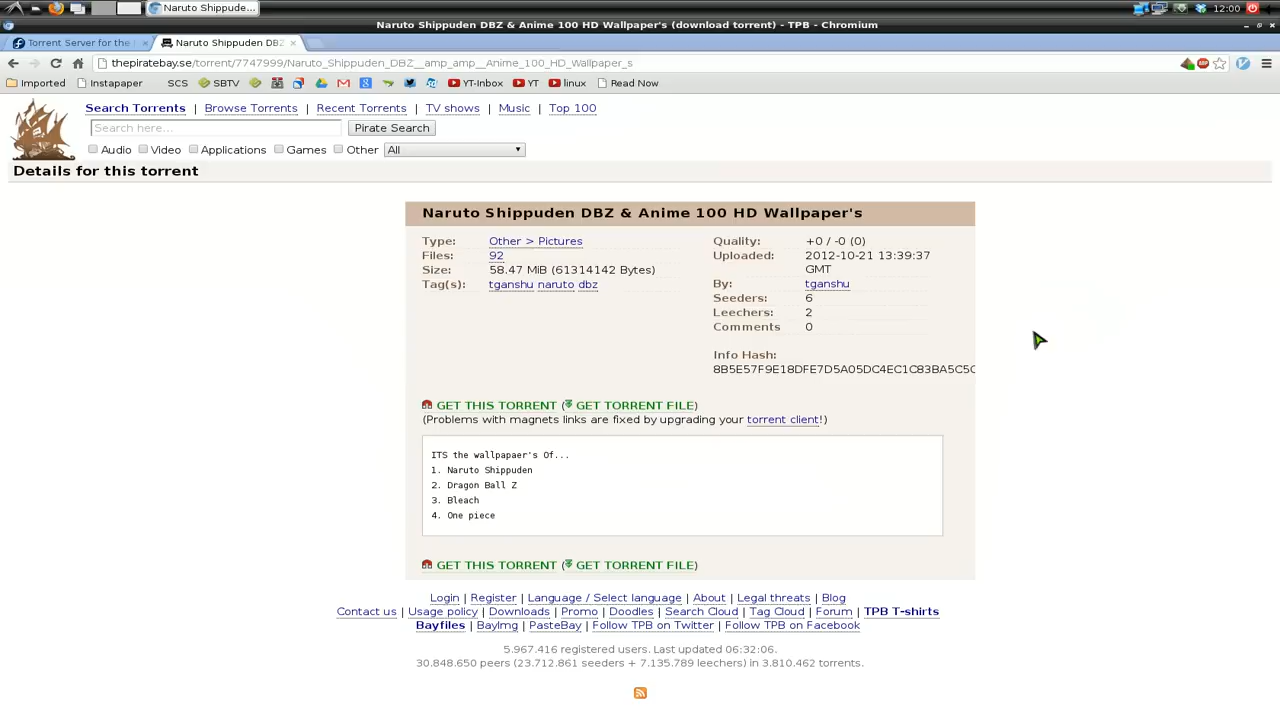 Naruto Shippuden...
12:00
Naruto Shippuden DBZ & Anime 100 HD Wallpaper's (download torrent) - TPB - Chromium
Torrent Server for the
Naruto Shippuden DBZ
thepiratebay.se/torrent/7747999/Naruto_Shippuden_DBZ__amp_amp__Anime_100_HD_Wallpaper_s
Imported Instapaper SCS SBTV YT-Inbox YT linux Read Now
Search Torrents | Browse Torrents | Recent Torrents | TV shows | Music | Top 100
Search here... Pirate Search
Audio Video Applications Games Other All
Details for this torrent
Naruto Shippuden DBZ & Anime 100 HD Wallpaper's
Type: Other > Pictures
Files: 92
Size: 58.47 MiB (61314142 Bytes)
Tag(s): tganshu naruto dbz
Quality: +0 / -0 (0)
Uploaded: 2012-10-21 13:39:37
GMT
By: tganshu
Seeders: 6
Leechers: 2
Comments 0
Info Hash:
8B5E57F9E18DFE7D5A05DC4EC1C83BA5C5C
GET THIS TORRENT (GET TORRENT FILE)
(Problems with magnets links are fixed by upgrading your torrent client!)
ITS the wallpapaer's Of...
1. Naruto Shippuden
2. Dragon Ball Z
3. Bleach
4. One piece
GET THIS TORRENT (GET TORRENT FILE)
Login | Register | Language / Select language | About | Legal threats | Blog
Contact us | Usage policy | Downloads | Promo | Doodles | Search Cloud | Tag Cloud | Forum | TPB T-shirts
Bayfiles | BayImg | PasteBay | Follow TPB on Twitter | Follow TPB on Facebook
5.967.416 registered users. Last updated 06:32:06.
30.848.650 peers (23.712.861 seeders + 7.135.789 leechers) in 3.810.462 torrents.